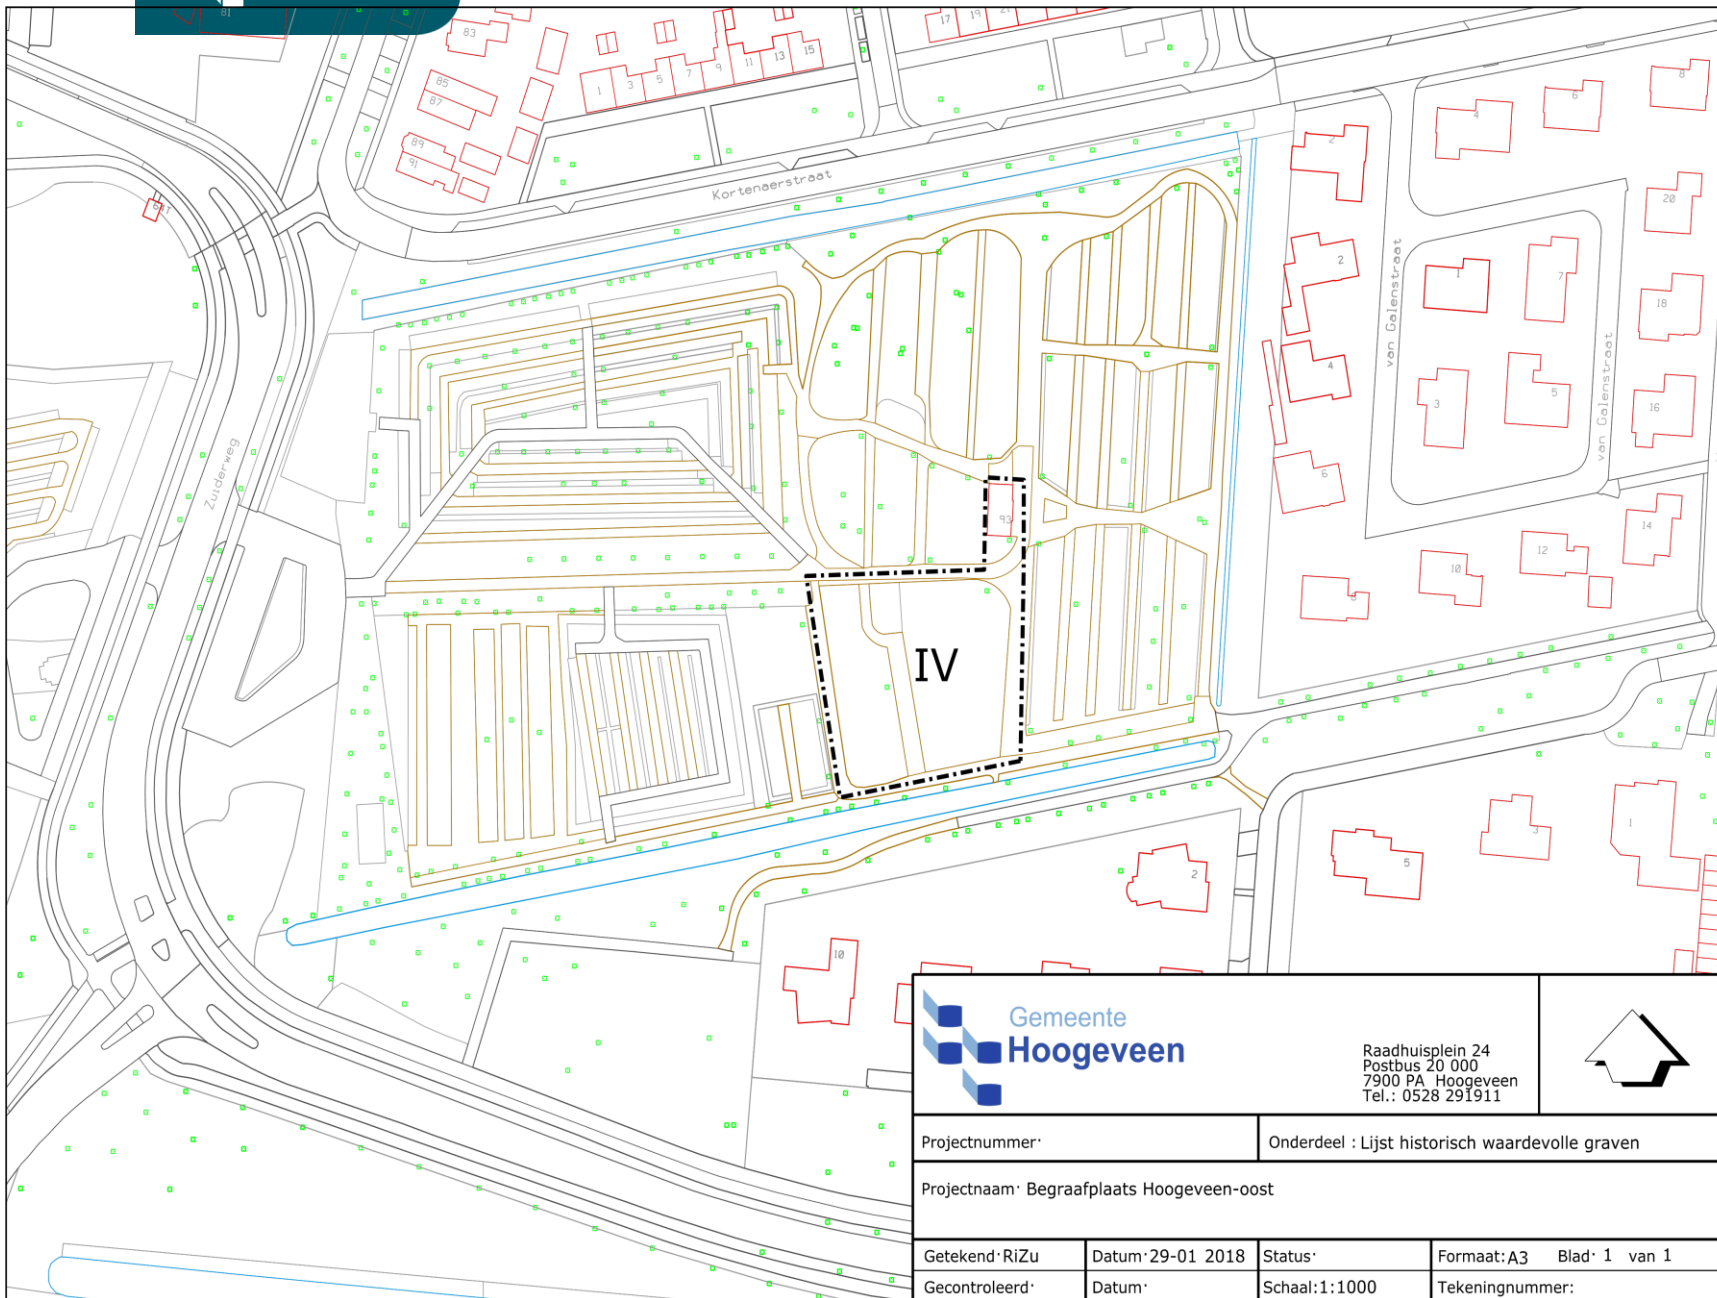 81
83
85
87
89
91
1
3
5
7
9
11
13
15
17
19
21
Kortenaerstraat
Zuiderweg
van Galenstraat
van Galenstraat
2
4
6
8
20
2
1
7
18
4
3
5
16
6
14
12
10
8
93
IV
2
5
3
1
10
Gemeente
Hoogeveen
Raadhuisplein 24
Postbus 20 000
7900 PA Hoogeveen
Tel.: 0528 291911
Projectnummer:
Onderdeel : Lijst historisch waardevolle graven
Projectnaam: Begraafplaats Hoogeveen-oost
Getekend: RiZu
Datum: 29-01 2018
Status:
Formaat: A3 Blad: 1 van 1
Gecontroleerd:
Datum:
Schaal: 1:1000
Tekeningnummer: